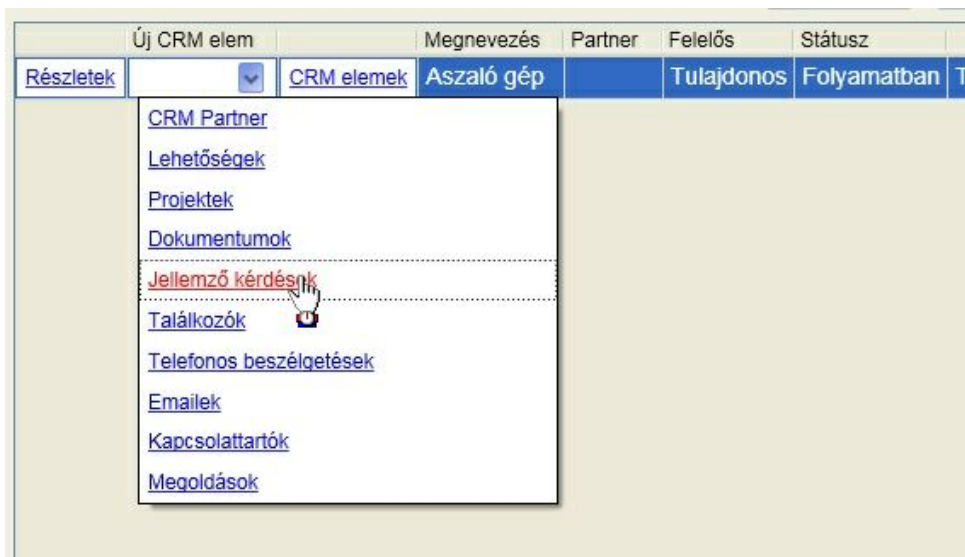 Új CRM elem Megnevezés Partner Felelős Státusz
Részletek CRM elemek Aszaló gép Tulajdonos Folyamatban T
CRM Partner
Lehetőségek
Projektek
Dokumentumok
Jellemző kérdések
Találkozók
Telefonos beszélgetések
Emailek
Kapcsolattartók
Megoldások